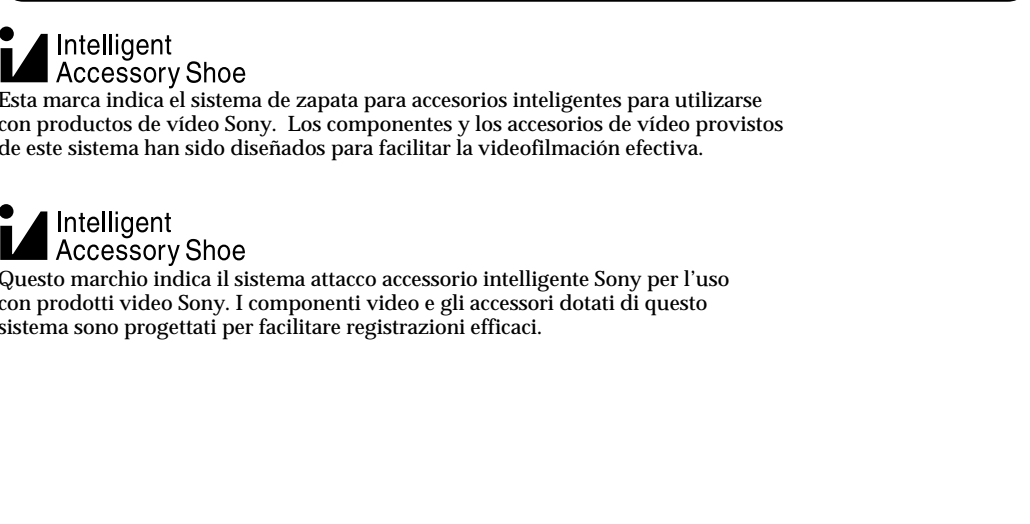 Intelligent
Accessory Shoe
Esta marca indica el sistema de zapata para accesorios inteligentes para utilizarse
con productos de vídeo Sony. Los componentes y los accesorios de vídeo provistos
de este sistema han sido diseñados para facilitar la videofilmación efectiva.
Intelligent
Accessory Shoe
Questo marchio indica il sistema attacco accessorio intelligente Sony per l'uso
con prodotti video Sony. I componenti video e gli accessori dotati di questo
sistema sono progettati per facilitare registrazioni efficaci.